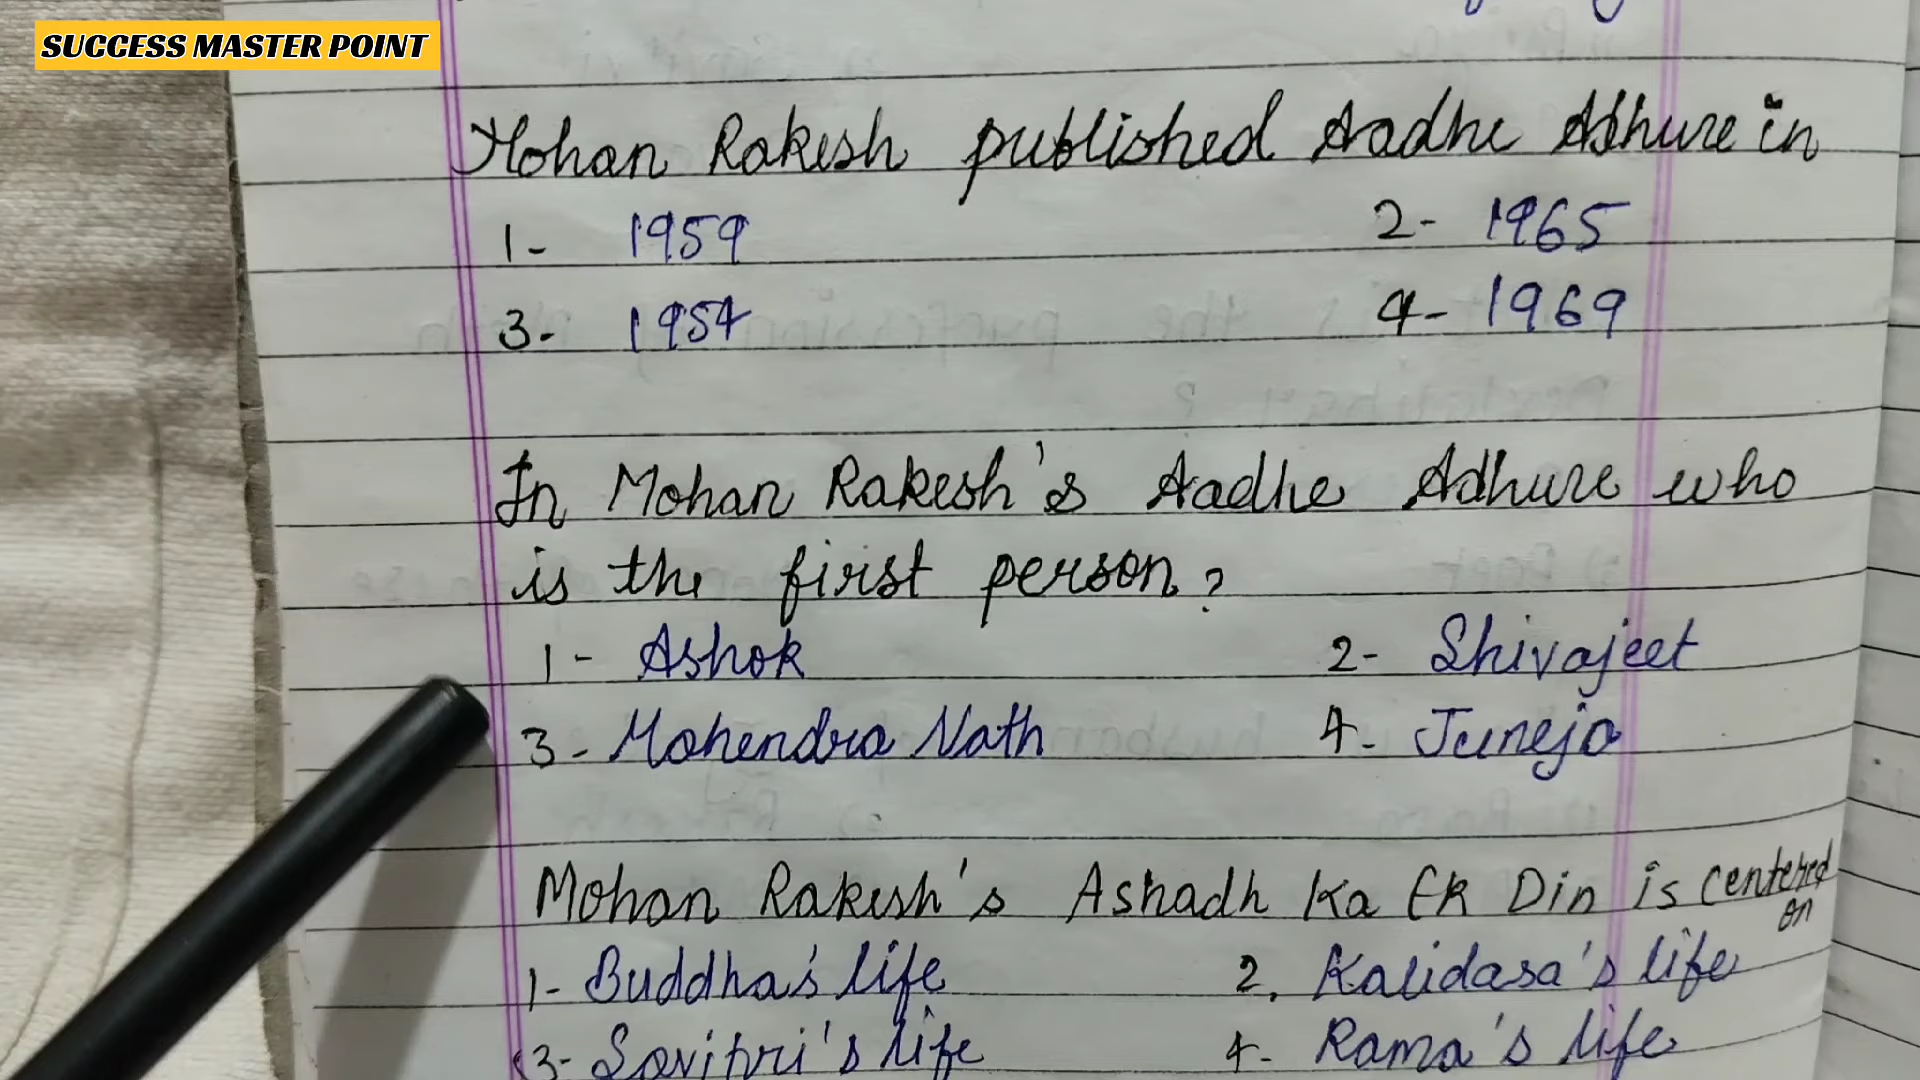 SUCCESS MASTER POINT
Mohan Rakesh published Aadhe Adhure in
1- 1959 2- 1965
3- 1954 4- 1969
In Mohan Rakesh's Aadhe Adhure who
is the first person?
1- Ashok 2- Shivajeet
3- Mahendra Nath 4- Juneja
Mohan Rakesh's Ashadh Ka Ek Din is centered
on
1- Buddha's life 2. Kalidasa's life
3- Savitri's life 4- Rama's life